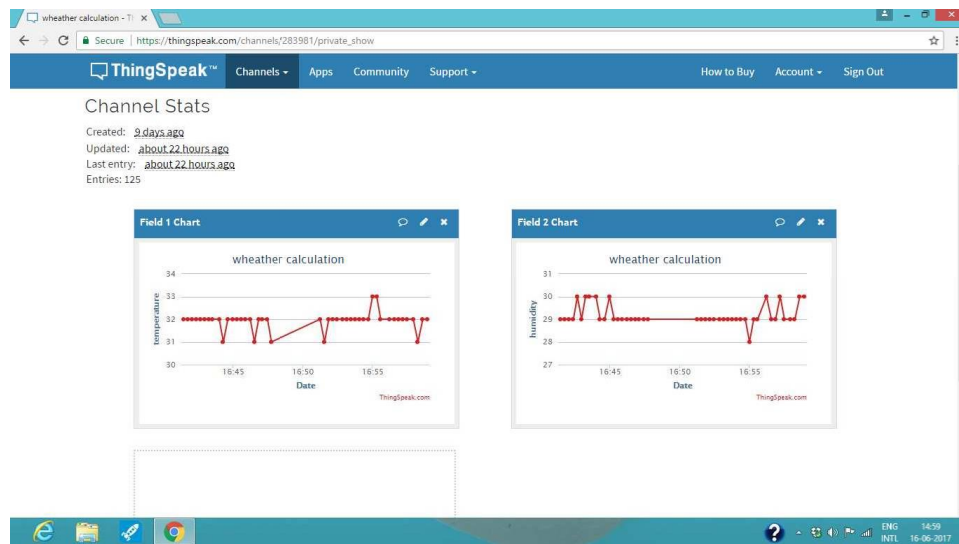 wheather calculation - T
Secure | https://thingspeak.com/channels/283981/private_show
ThingSpeak™ Channels Apps Community Support How to Buy Account Sign Out
Channel Stats
Created: 9 days ago
Updated: about 22 hours ago
Last entry: about 22 hours ago
Entries: 125
Field 1 Chart
wheather calculation
34
33
32
31
30
temperature
16:45 16:50 16:55
Date
ThingSpeak.com
Field 2 Chart
wheather calculation
31
30
29
28
27
humidity
16:45 16:50 16:55
Date
ThingSpeak.com
ENG 14:59
INTL 16-06-2017